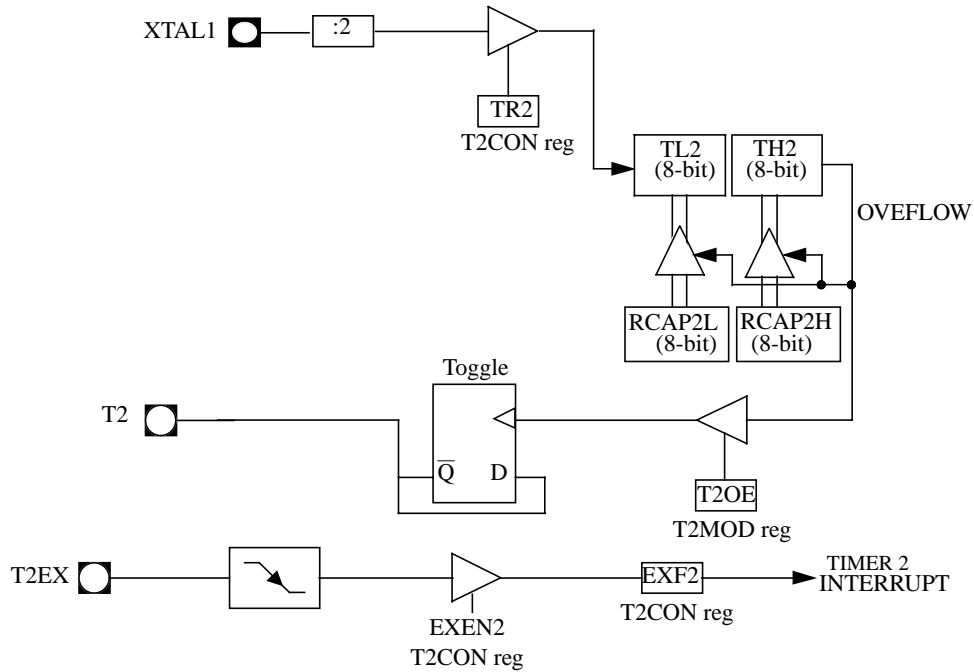 XTAL1
:2
TR2
T2CON reg
TL2
(8-bit)
TH2
(8-bit)
OVEFLOW
RCAP2L
(8-bit)
RCAP2H
(8-bit)
Toggle
T2
Q̅
D
T2OE
T2MOD reg
T2EX
EXEN2
T2CON reg
EXF2
T2CON reg
TIMER 2
INTERRUPT